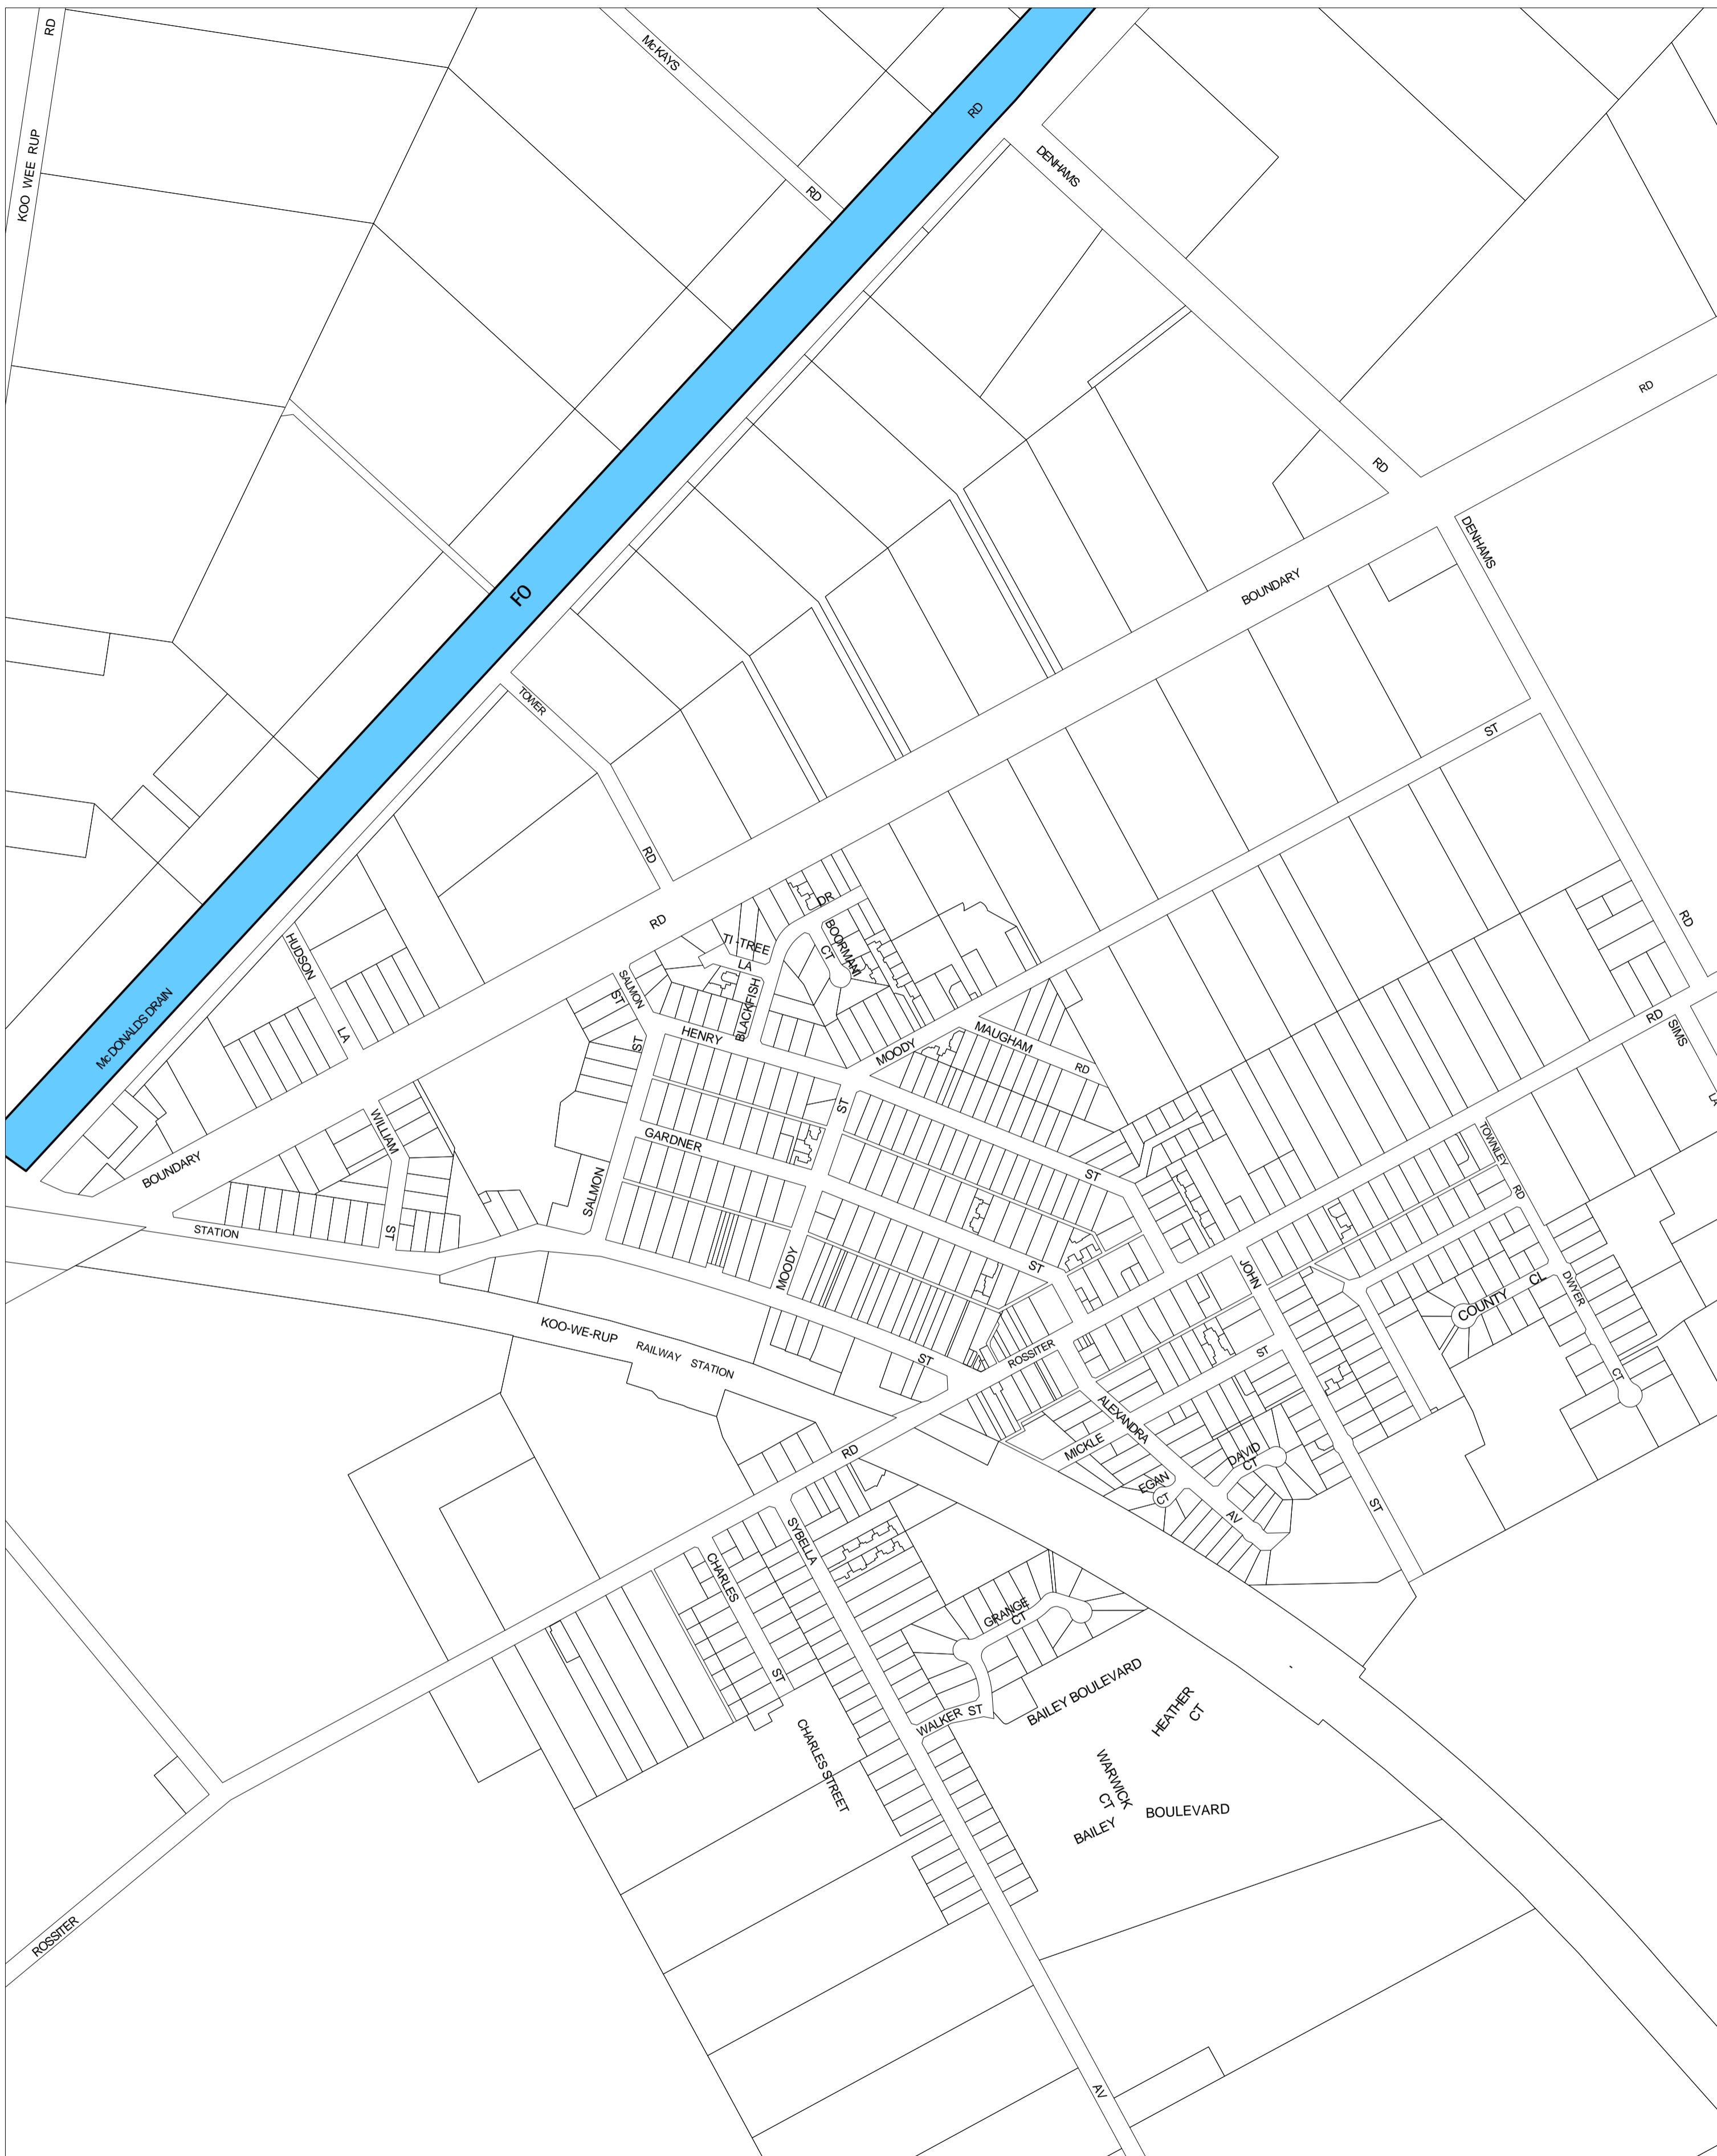 RD
McKAYS
RD
KOO WEE RUP
DENHAMS
RD
RD
RD
DENHAMS
BOUNDARY
FO
TOWER
ST
RD
DR
RD
RD
BOORMAN
CT
TI-TREE
LA
HUDSON
SALMON
ST
BLACKFISH
McDONALDS DRAIN
LA
HENRY
ST
MOODY
MAUGHAM
RD
RD
SIMS
WILLIAM
ST
GARDNER
TOWNLEY
BOUNDARY
ST
RD
SALMON
STATION
ST
MOODY
ST
JOHN
DWYER
CT
COUNTY
KOO-WE-RUP RAILWAY STATION
ST
ROSSITER
ST
CT
ALEXANDRA
MICKLE
RD
DAVID
CT
EGAN
CT
ST
AV
SYBELLA
CHARLES
GRANGE
CT
ST
BAILEY BOULEVARD
HEATHER
CT
WALKER ST
CHARLES STREET
WARWICK
CT
BAILEY
BOULEVARD
ROSSITER
AV